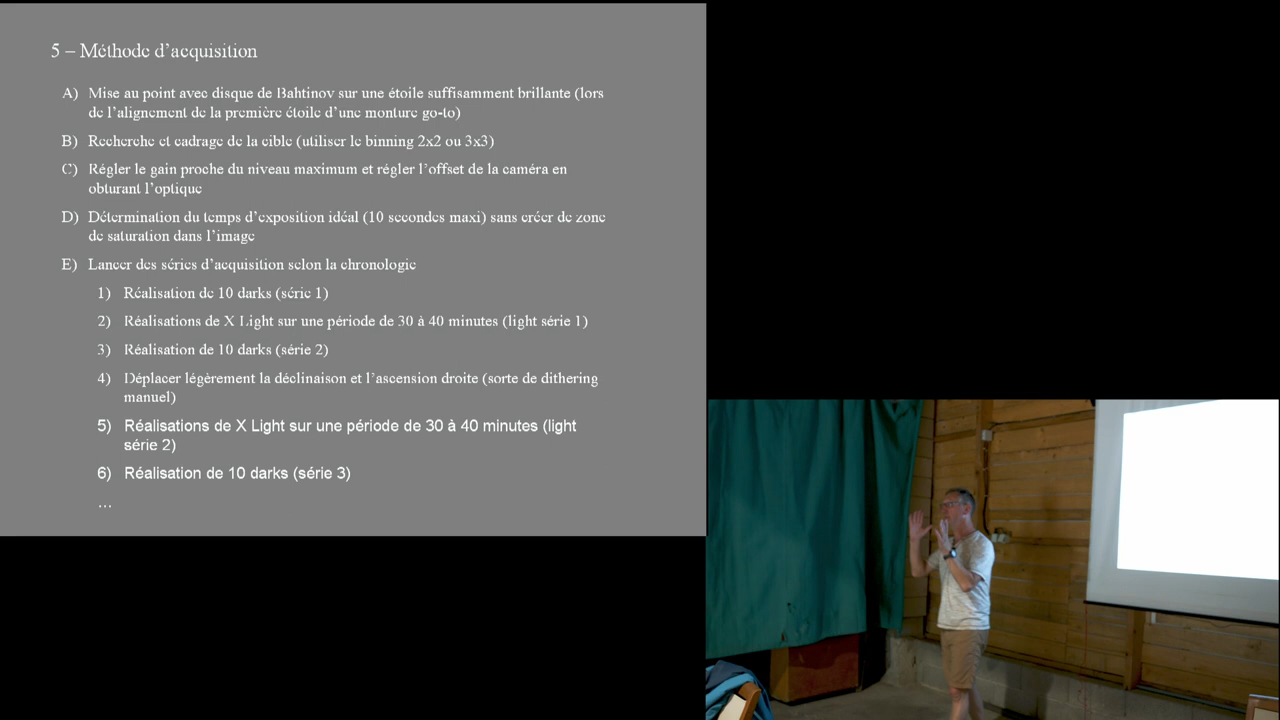 5 – Méthode d'acquisition
A) Mise au point avec disque de Bahtinov sur une étoile suffisamment brillante (lors
de l'alignement de la première étoile d'une monture go-to)
B) Recherche et cadrage de la cible (utiliser le binning 2x2 ou 3x3)
C) Régler le gain proche du niveau maximum et régler l'offset de la caméra en
obturant l'optique
D) Détermination du temps d'exposition idéal (10 secondes maxi) sans créer de zone
de saturation dans l'image
E) Lancer des séries d'acquisition selon la chronologie
1) Réalisation de 10 darks (série 1)
2) Réalisations de X Light sur une période de 30 à 40 minutes (light série 1)
3) Réalisation de 10 darks (série 2)
4) Déplacer légèrement la déclinaison et l'ascension droite (sorte de dithering
manuel)
5) Réalisations de X Light sur une période de 30 à 40 minutes (light
série 2)
6) Réalisation de 10 darks (série 3)
...